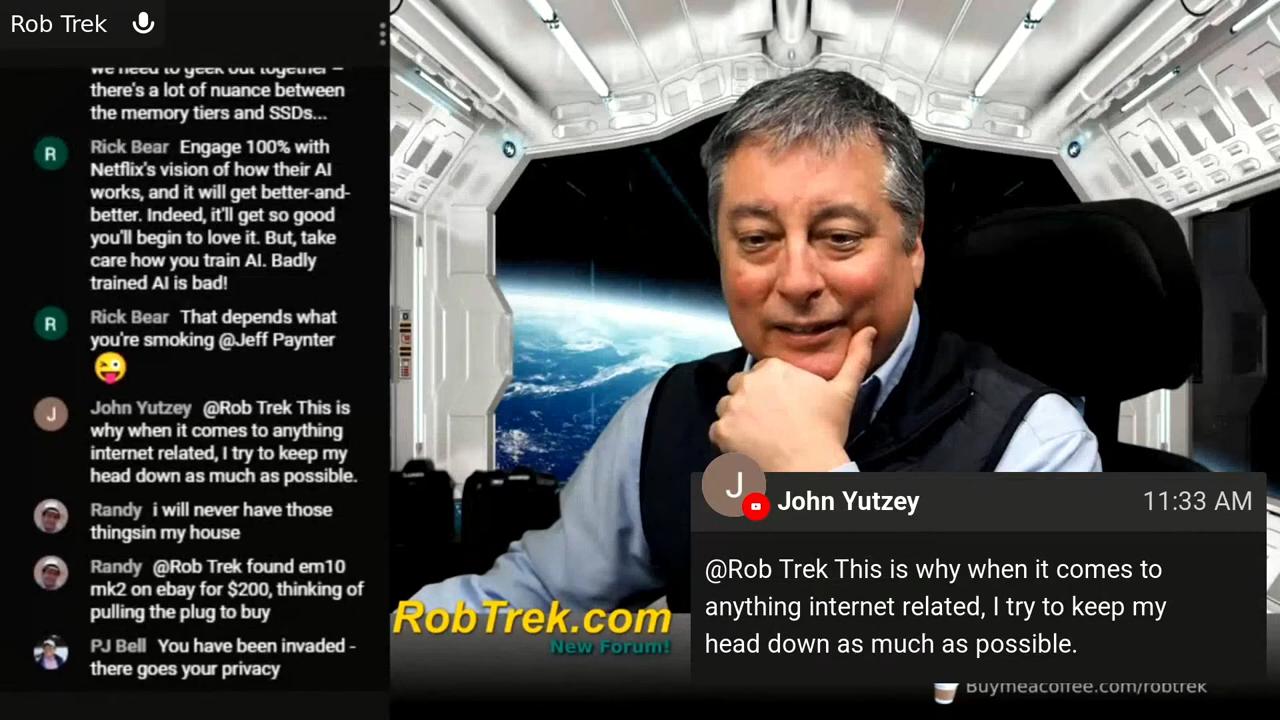 Rob Trek
we need to geek out together –
there's a lot of nuance between
the memory tiers and SSDs...
R
Rick Bear Engage 100% with
Netflix's vision of how their AI
works, and it will get better-and-
better. Indeed, it'll get so good
you'll begin to love it. But, take
care how you train AI. Badly
trained AI is bad!
R
Rick Bear That depends what
you're smoking @Jeff Paynter
😜
J
John Yutzey @Rob Trek This is
why when it comes to anything
internet related, I try to keep my
head down as much as possible.
Randy i will never have those
thingsin my house
Randy @Rob Trek found em10
mk2 on ebay for $200, thinking of
pulling the plug to buy
PJ Bell You have been invaded -
there goes your privacy
RobTrek.com
New Forum!
J
John Yutzey 11:33 AM
@Rob Trek This is why when it comes to
anything internet related, I try to keep my
head down as much as possible.
Buymeacoffee.com/robtrek